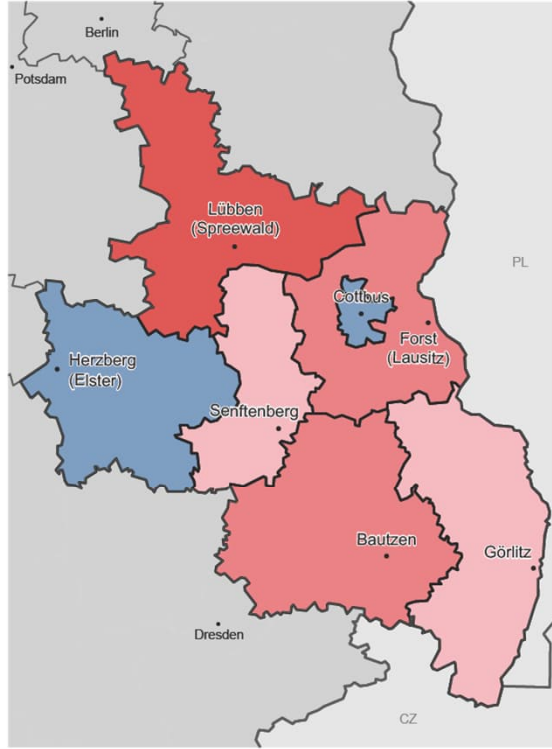 Berlin
Potsdam
Lübben
(Spreewald)
PL
Cottbus
Forst
(Lausitz)
Herzberg
(Elster)
Senftenberg
Bautzen
Görlitz
Dresden
CZ